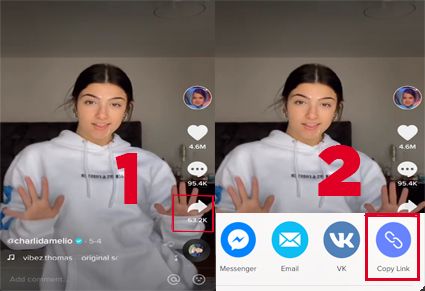 4.6M
95.4K
63.2K
@charlidamelio · 5-4
vibez thomas original so
Add comment...
@
1
4.6M
95.4K
2
Messenger
Email
VK
Copy Link